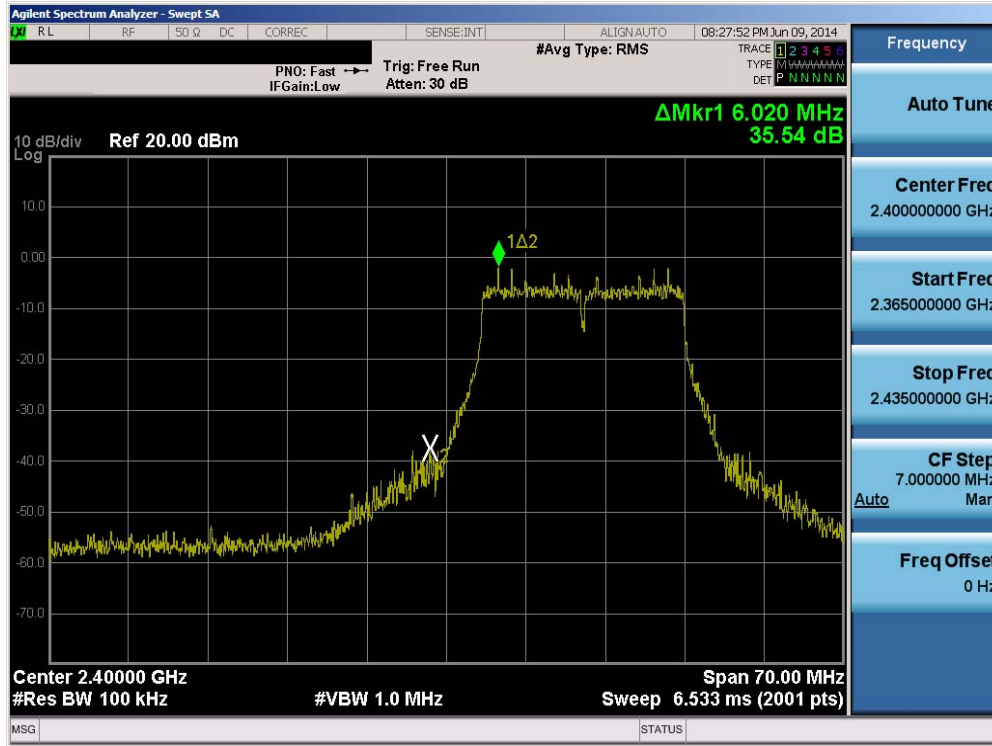 Agilent Spectrum Analyzer - Swept SA
LXI RL RF 50 Ω DC CORREC SENSE:INT ALIGNAUTO 08:27:52 PM Jun 09, 2014
PNO: Fast
IFGain:Low
Trig: Free Run
Atten: 30 dB
#Avg Type: RMS
TRACE 1 2 3 4 5 6
TYPE M
DET P N N N N N
ΔMkr1 6.020 MHz
35.54 dB
10 dB/div Ref 20.00 dBm
Log
10.0
0.00
-10.0
-20.0
-30.0
-40.0
-50.0
-60.0
-70.0
1Δ2
X2
Center 2.40000 GHz Span 70.00 MHz
#Res BW 100 kHz #VBW 1.0 MHz Sweep 6.533 ms (2001 pts)
MSG STATUS
Frequency
Auto Tune
Center Freq
2.400000000 GHz
Start Freq
2.365000000 GHz
Stop Freq
2.435000000 GHz
CF Step
7.000000 MHz
Auto Man
Freq Offset
0 Hz